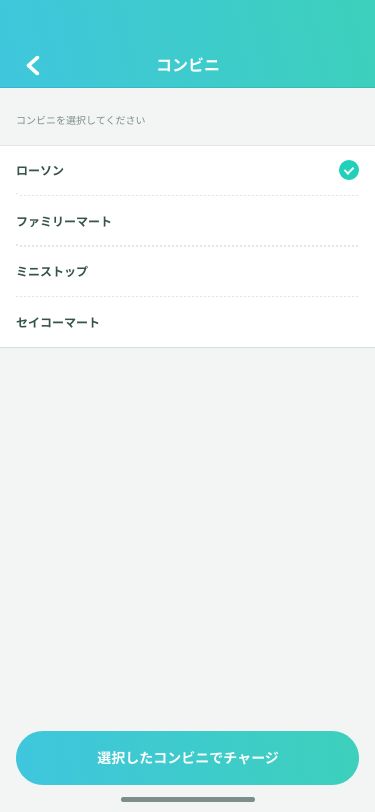 コンビニ
コンビニを選択してください
ローソン
ファミリーマート
ミニストップ
セイコーマート
選択したコンビニでチャージ